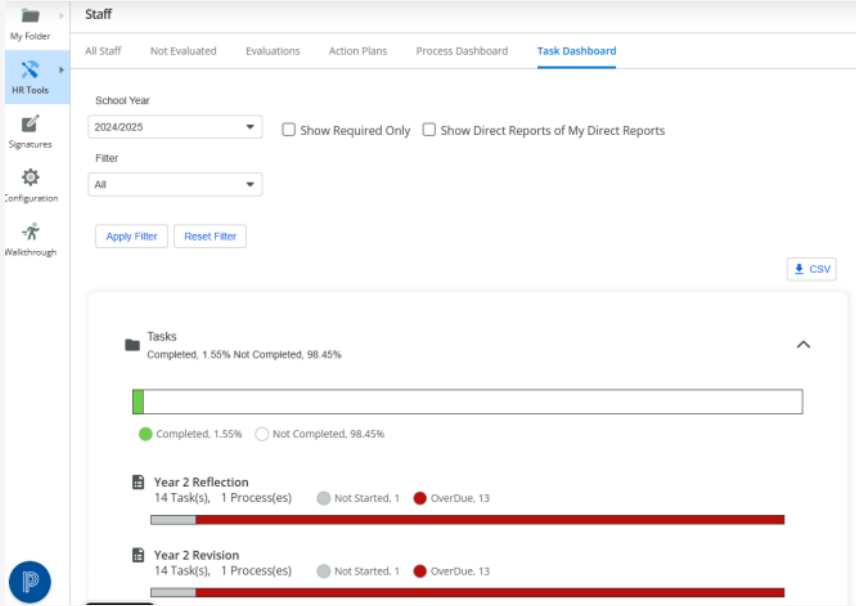 Staff
My Folder
HR Tools
Signatures
Configuration
Walkthrough
All Staff Not Evaluated Evaluations Action Plans Process Dashboard Task Dashboard
School Year
2024/2025
Show Required Only Show Direct Reports of My Direct Reports
Filter
All
Apply Filter Reset Filter
CSV
Tasks
Completed, 1.55% Not Completed, 98.45%
Completed, 1.55% Not Completed, 98.45%
Year 2 Reflection
14 Task(s), 1 Process(es) Not Started, 1 OverDue, 13
Year 2 Revision
14 Task(s), 1 Process(es) Not Started, 1 OverDue, 13